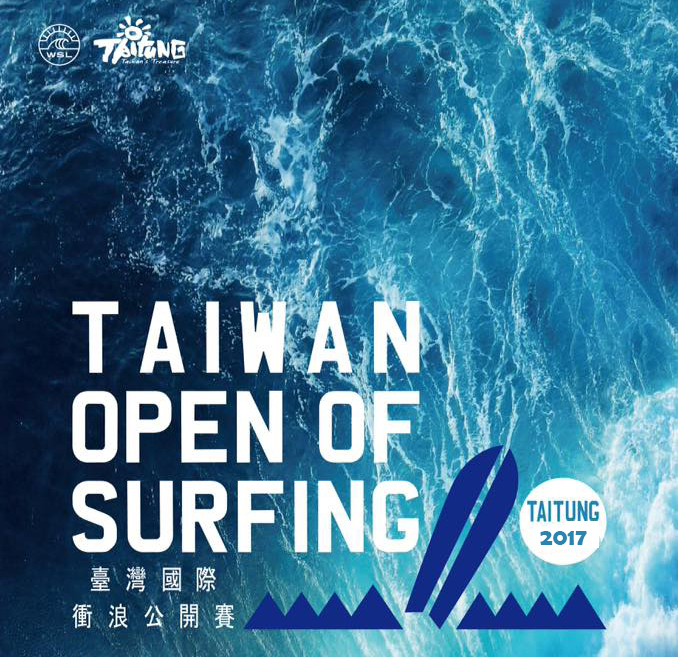 WSL
TAITUNG
Taiwan's Treasure
TAIWAN
OPEN OF
SURFING
TAITUNG
2017
臺灣國際
衝浪公開賽